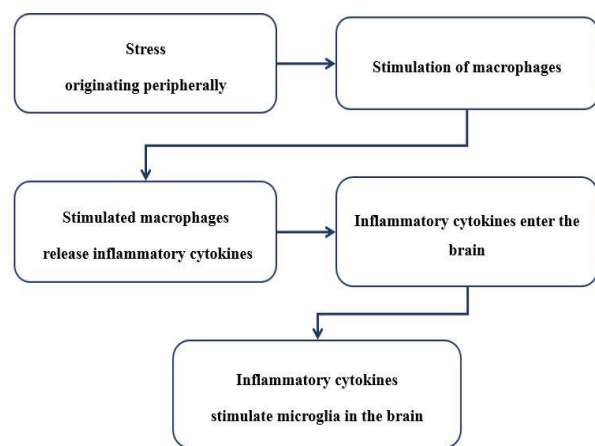 Stress
originating peripherally
Stimulation of macrophages
Stimulated macrophages
release inflammatory cytokines
Inflammatory cytokines enter the
brain
Inflammatory cytokines
stimulate microglia in the brain